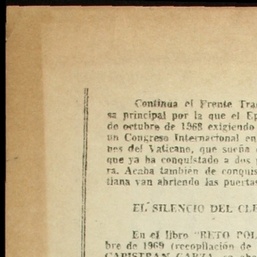 Continua el Frente Tra
sa principal por la que el Ep
de octubre de 1968 exigiendo
un Congreso Internacional en
nes del Vaticano, que sueña
que ya ha conquistado a dos
ra. Acaba también de conquis
tiana van abriendo las puertas
EL SILENCIO DEL CLE
En el libro "RETO POL
bre de 1969 (recopilación de
CAPISTRAN GARZA